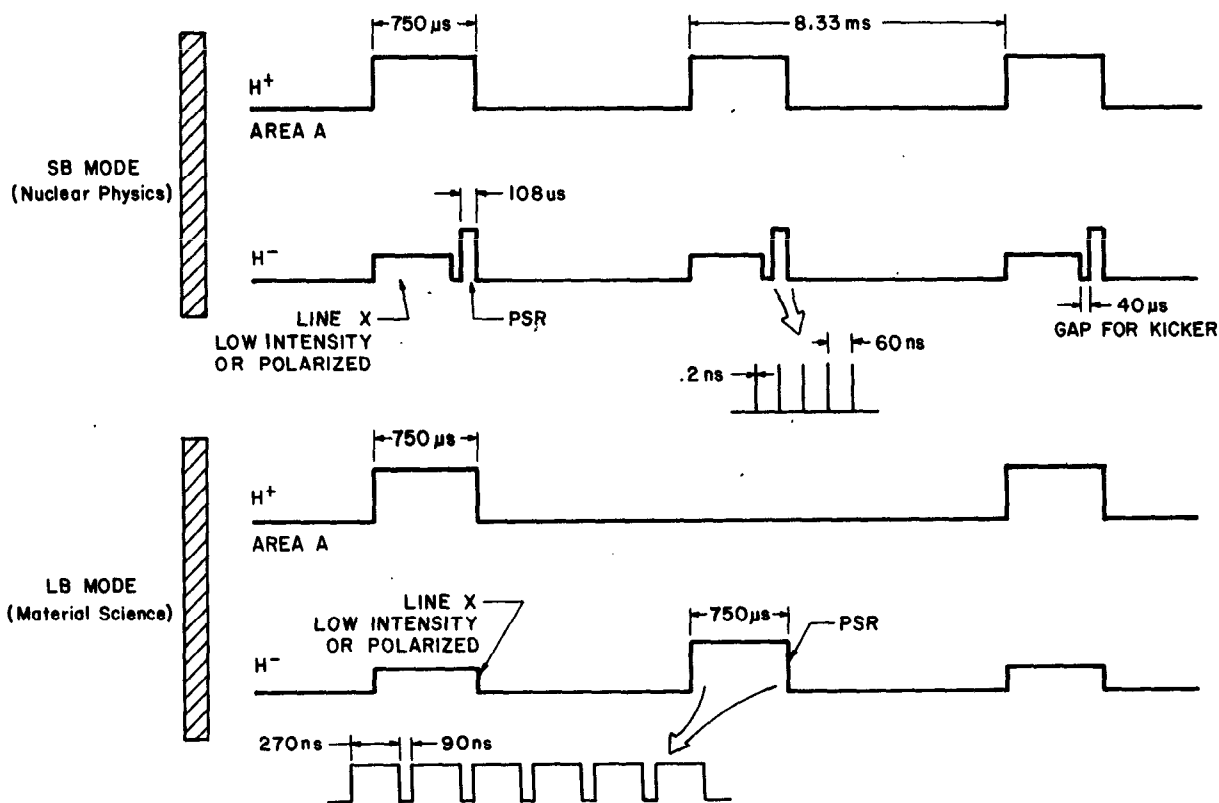 750 μs
8.33 ms
H+
AREA A
SB MODE
(Nuclear Physics)
108 us
H−
LINE X
LOW INTENSITY
OR POLARIZED
PSR
40 μs
GAP FOR KICKER
60 ns
.2 ns
750 μs
H+
AREA A
LB MODE
(Material Science)
LINE X
LOW INTENSITY
OR POLARIZED
750 μs
PSR
H−
270 ns
90 ns